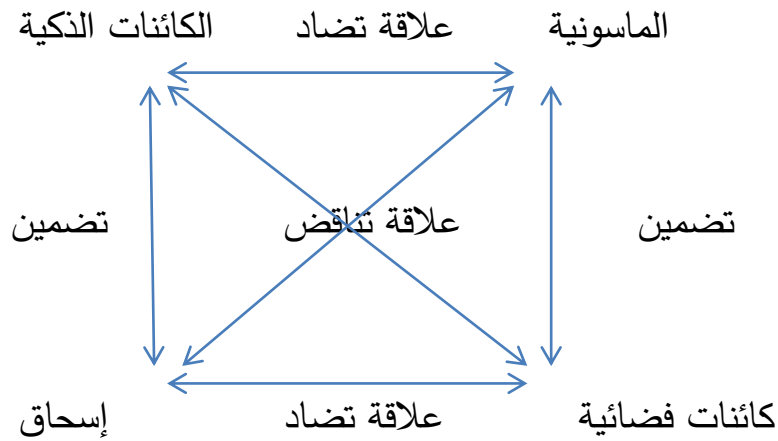 الماسونية علاقة تضاد الكائنات الذكية
تضمين علاقة تناقض تضمين
كائنات فضائية علاقة تضاد إسحاق